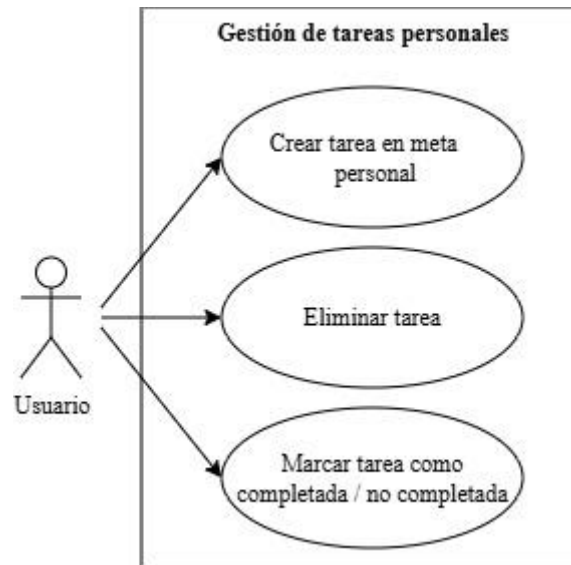 Gestión de tareas personales
Crear tarea en meta
personal
Eliminar tarea
Usuario
Marcar tarea como
completada / no completada